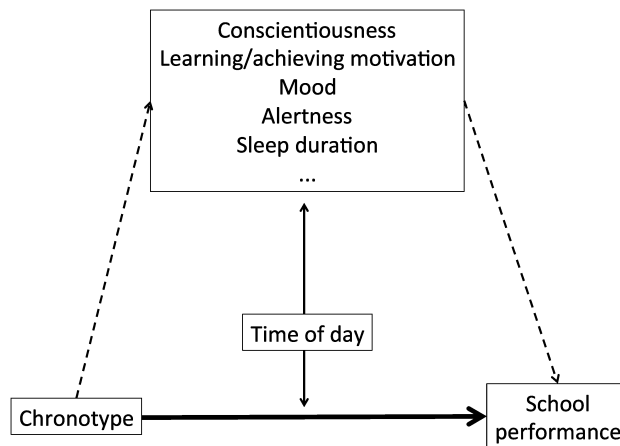 Conscientiousness
Learning/achieving motivation
Mood
Alertness
Sleep duration
...
Time of day
Chronotype
School
performance